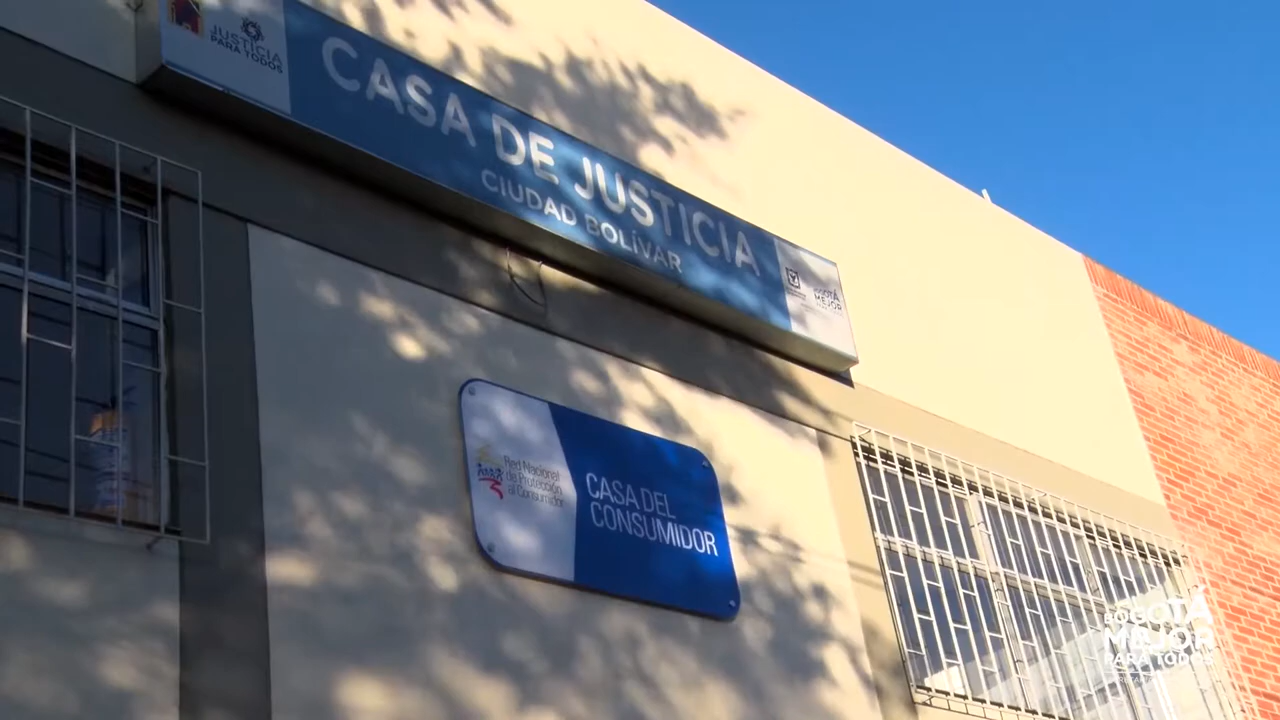 JUSTICIA
PARA TODOS
CASA DE JUSTICIA
CIUDAD BOLÍVAR
BOGOTÁ
MEJOR
Red Nacional
de Protección
al Consumidor
CASA DEL
CONSUMIDOR
BOGOTÁ
MEJOR
PARA TODOS